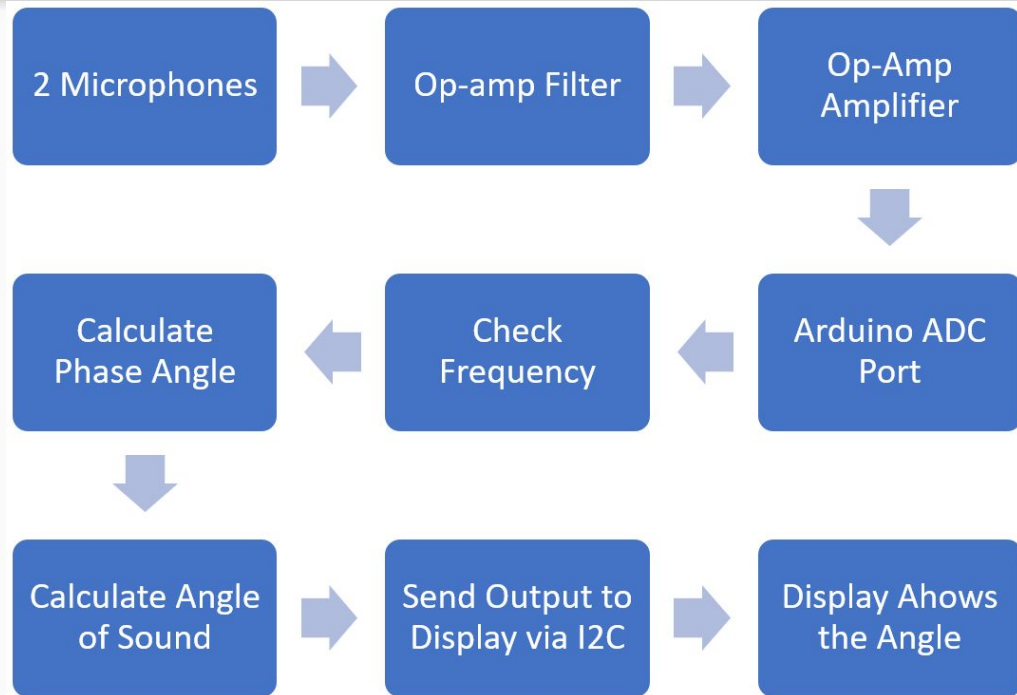 2 Microphones
Op-amp Filter
Op-Amp
Amplifier
Arduino ADC
Port
Check
Frequency
Calculate
Phase Angle
Calculate Angle
of Sound
Send Output to
Display via I2C
Display Ahows
the Angle